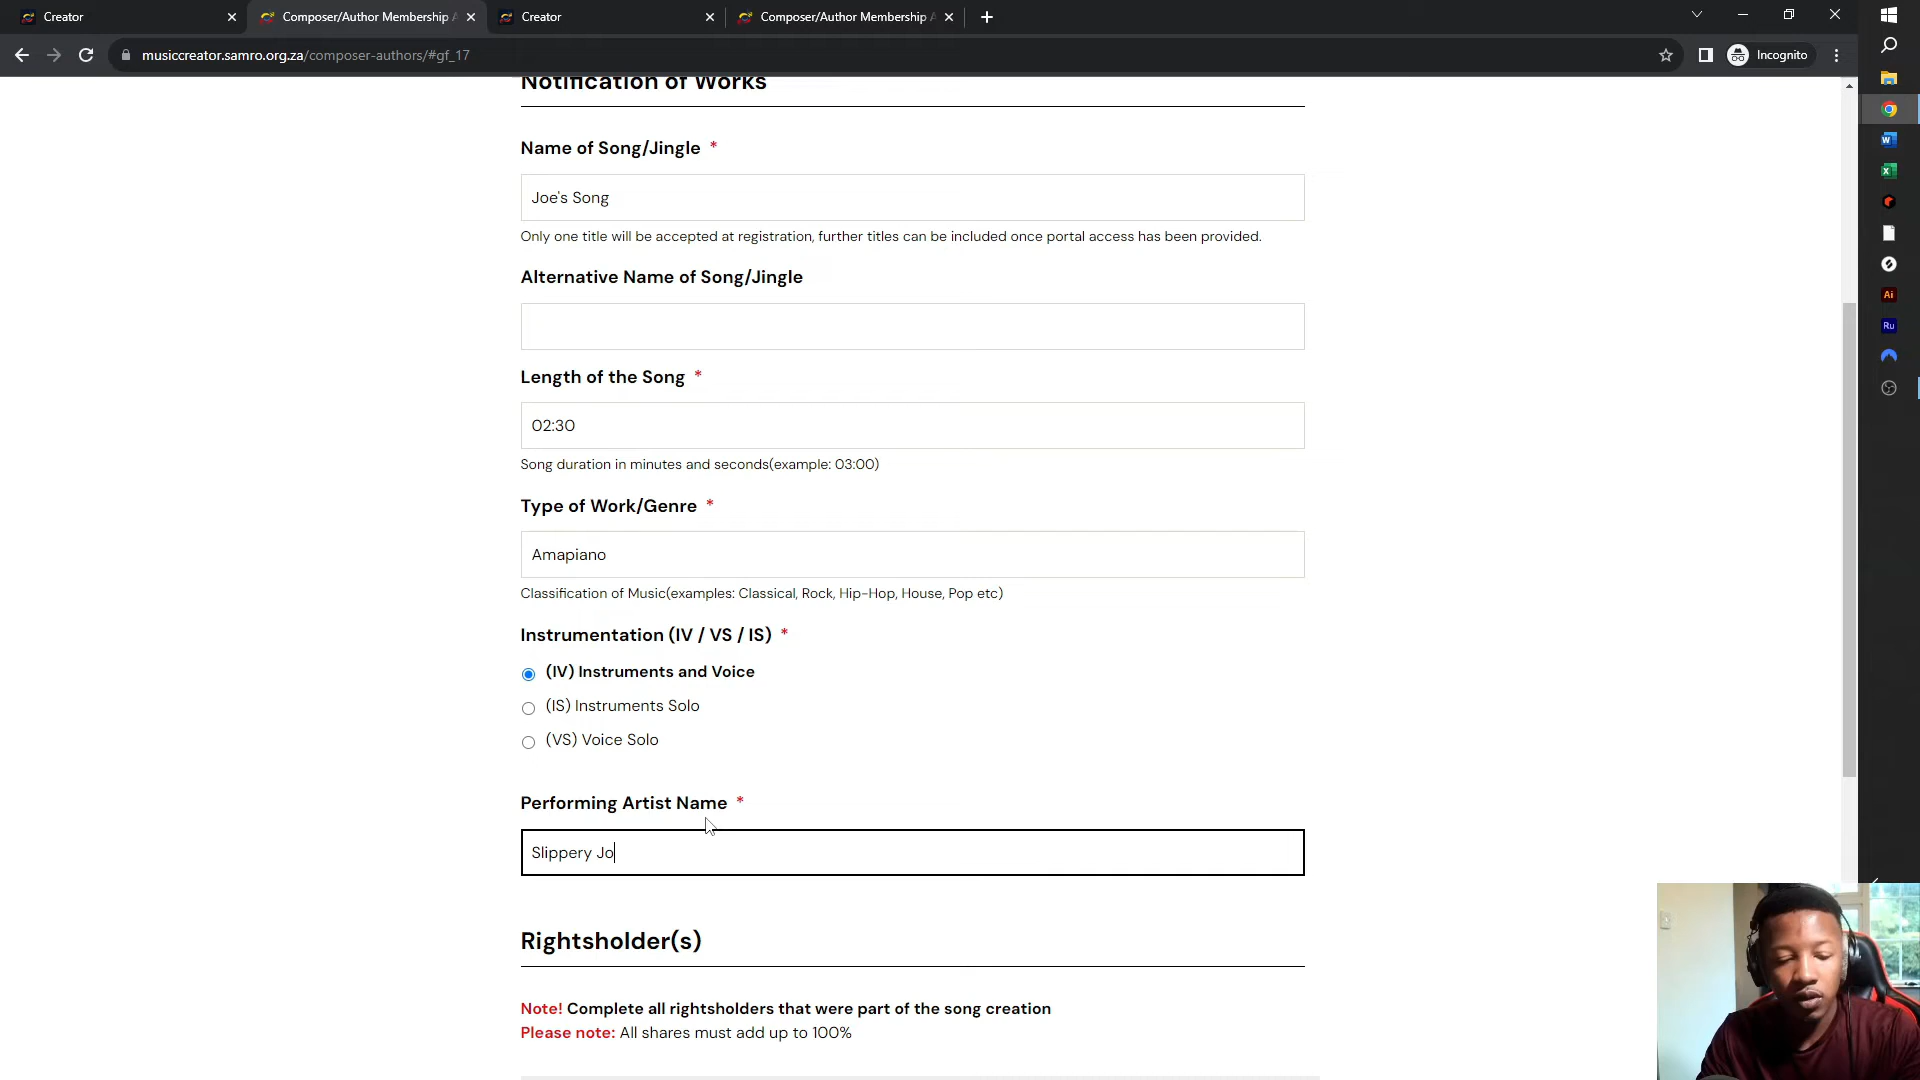 Creator
Composer/Author Membership A
Creator
Composer/Author Membership A
musiccreator.samro.org.za/composer-authors/#gf_17
Incognito
Notification of Works
Name of Song/Jingle *
Joe's Song
Only one title will be accepted at registration, further titles can be included once portal access has been provided.
Alternative Name of Song/Jingle
Length of the Song *
02:30
Song duration in minutes and seconds(example: 03:00)
Type of Work/Genre *
Amapiano
Classification of Music(examples: Classical, Rock, Hip-Hop, House, Pop etc)
Instrumentation (IV / VS / IS) *
(IV) Instruments and Voice
(IS) Instruments Solo
(VS) Voice Solo
Performing Artist Name *
Slippery Jo
Rightsholder(s)
Note! Complete all rightsholders that were part of the song creation
Please note: All shares must add up to 100%
W
X
Ai
Ru